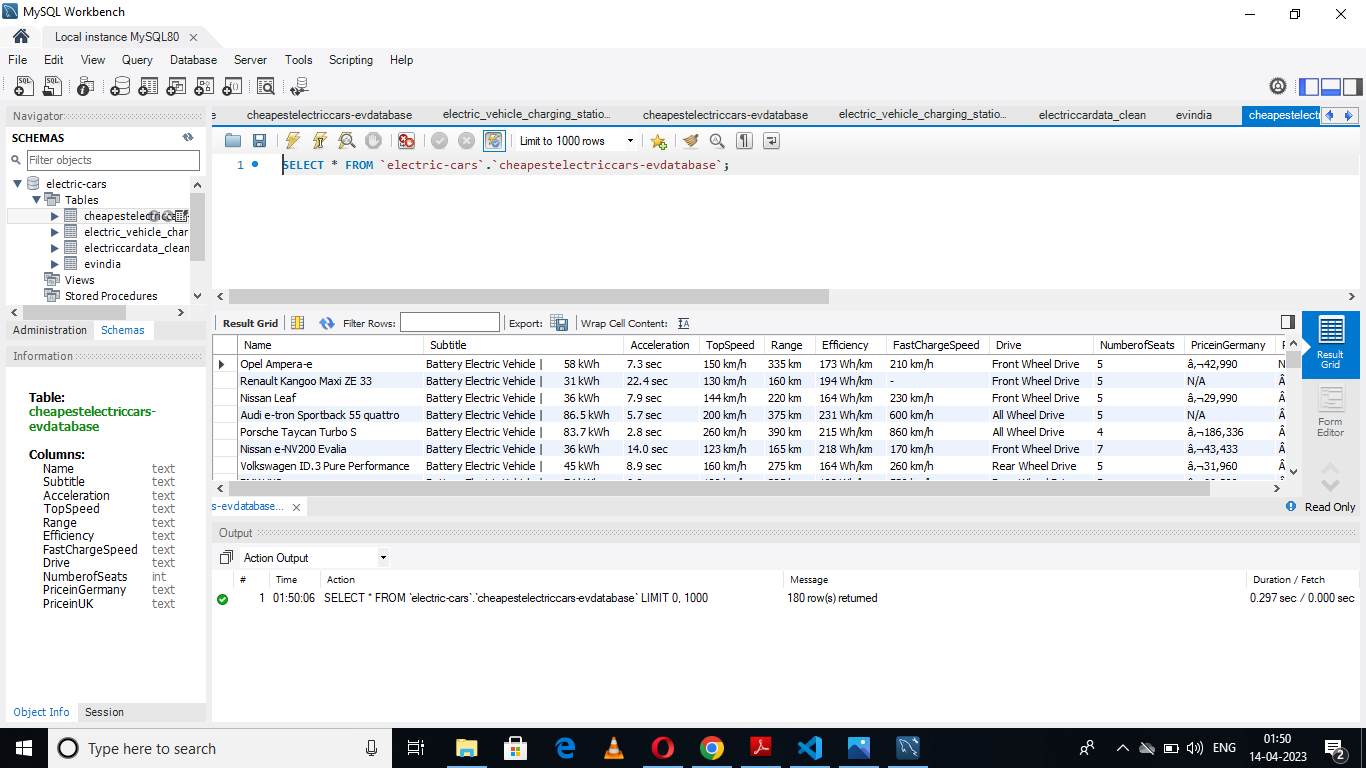 MySQL Workbench
Local instance MySQL80
File Edit View Query Database Server Tools Scripting Help
Navigator
SCHEMAS
Filter objects
electric-cars
Tables
cheapestelectricca
electric_vehicle_char
electriccardata_clean
evindia
Views
Stored Procedures
Administration Schemas
Information
Table:
cheapestelectriccars-
evdatabase
Columns:
Name text
Subtitle text
Acceleration text
TopSpeed text
Range text
Efficiency text
FastChargeSpeed text
Drive text
NumberofSeats int
PriceinGermany text
PriceinUK text
Object Info Session
e cheapestelectriccars-evdatabase electric_vehicle_charging_statio... cheapestelectriccars-evdatabase electric_vehicle_charging_statio... electriccardata_clean evindia cheapestelectri
Limit to 1000 rows
1 SELECT * FROM `electric-cars`.`cheapestelectriccars-evdatabase`;
Result Grid Filter Rows: Export: Wrap Cell Content:
Name Subtitle Acceleration TopSpeed Range Efficiency FastChargeSpeed Drive NumberofSeats PriceinGermany P
Opel Ampera-e Battery Electric Vehicle | 58 kWh 7.3 sec 150 km/h 335 km 173 Wh/km 210 km/h Front Wheel Drive 5 â‚¬42,990 N
Renault Kangoo Maxi ZE 33 Battery Electric Vehicle | 31 kWh 22.4 sec 130 km/h 160 km 194 Wh/km - Front Wheel Drive 5 N/A Â
Nissan Leaf Battery Electric Vehicle | 36 kWh 7.9 sec 144 km/h 220 km 164 Wh/km 230 km/h Front Wheel Drive 5 â‚¬29,990 Â
Audi e-tron Sportback 55 quattro Battery Electric Vehicle | 86.5 kWh 5.7 sec 200 km/h 375 km 231 Wh/km 600 km/h All Wheel Drive 5 N/A Â
Porsche Taycan Turbo S Battery Electric Vehicle | 83.7 kWh 2.8 sec 260 km/h 390 km 215 Wh/km 860 km/h All Wheel Drive 4 â‚¬186,336 Â
Nissan e-NV200 Evalia Battery Electric Vehicle | 36 kWh 14.0 sec 123 km/h 165 km 218 Wh/km 170 km/h Front Wheel Drive 7 â‚¬43,433 Â
Volkswagen ID.3 Pure Performance Battery Electric Vehicle | 45 kWh 8.9 sec 160 km/h 275 km 164 Wh/km 260 km/h Rear Wheel Drive 5 â‚¬31,960 Â
Result
Grid
Form
Editor
s-evdatabase...
Read Only
Output
Action Output
# Time Action Message Duration / Fetch
1 01:50:06 SELECT * FROM `electric-cars`.`cheapestelectriccars-evdatabase` LIMIT 0, 1000 180 row(s) returned 0.297 sec / 0.000 sec
Type here to search
ENG
01:50
14-04-2023
2